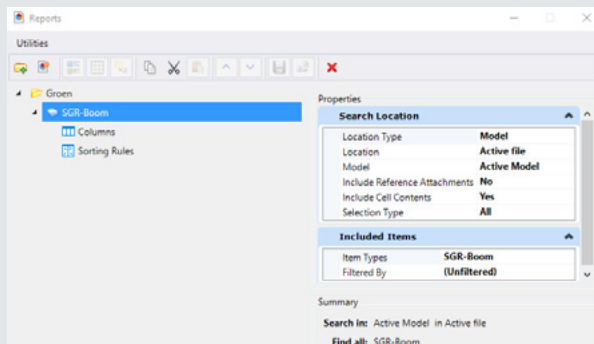 Reports
Utilities
Groen
SGR-Boom
Columns
Sorting Rules
Properties
Search Location
Location Type Model
Location Active file
Model Active Model
Include Reference Attachments No
Include Cell Contents Yes
Selection Type All
Included Items
Item Types SGR-Boom
Filtered By (Unfiltered)
Summary
Search in: Active Model in Active file
Find all: SGR-Boom